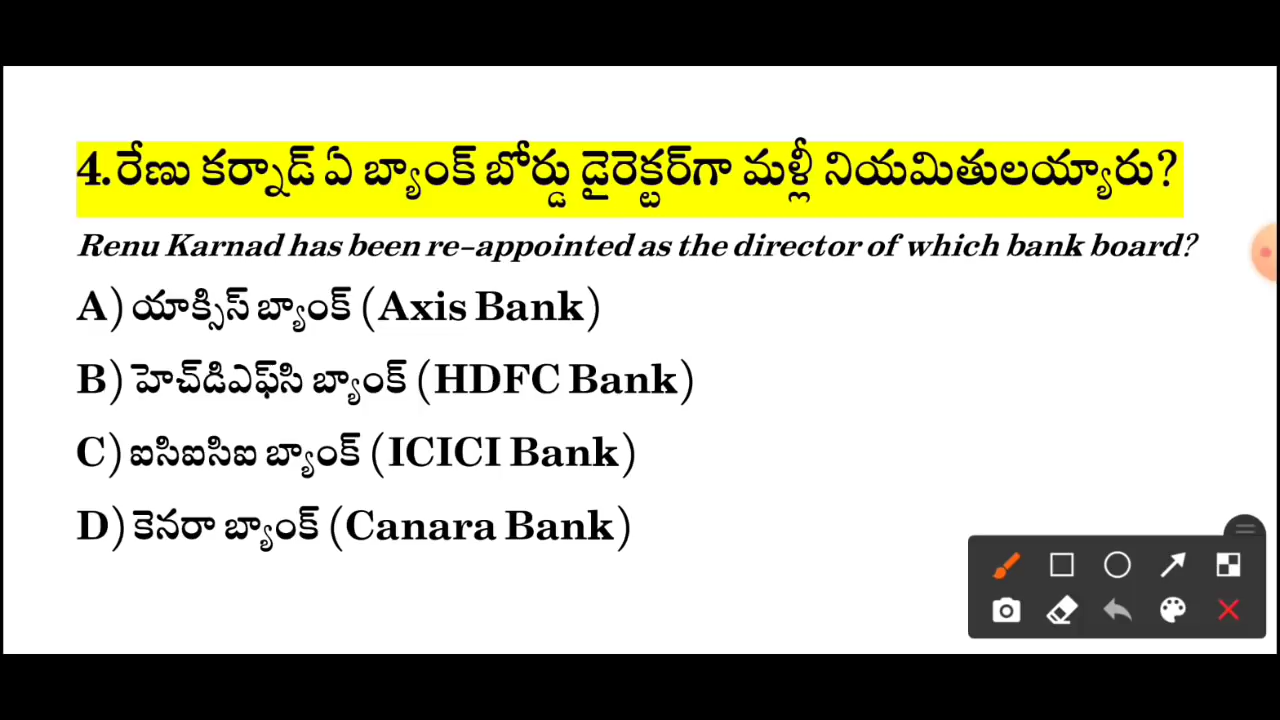 4.రేణు కర్నాడ్ ఏ బ్యాంక్ బోర్డు డైరెక్టర్‌గా మళ్లీ నియమితులయ్యారు?
Renu Karnad has been re-appointed as the director of which bank board?
A) యాక్సిస్ బ్యాంక్ (Axis Bank)
B) హెచ్‌డిఎఫ్‌సి బ్యాంక్ (HDFC Bank)
C) ఐసిఐసిఐ బ్యాంక్ (ICICI Bank)
D) కెనరా బ్యాంక్ (Canara Bank)